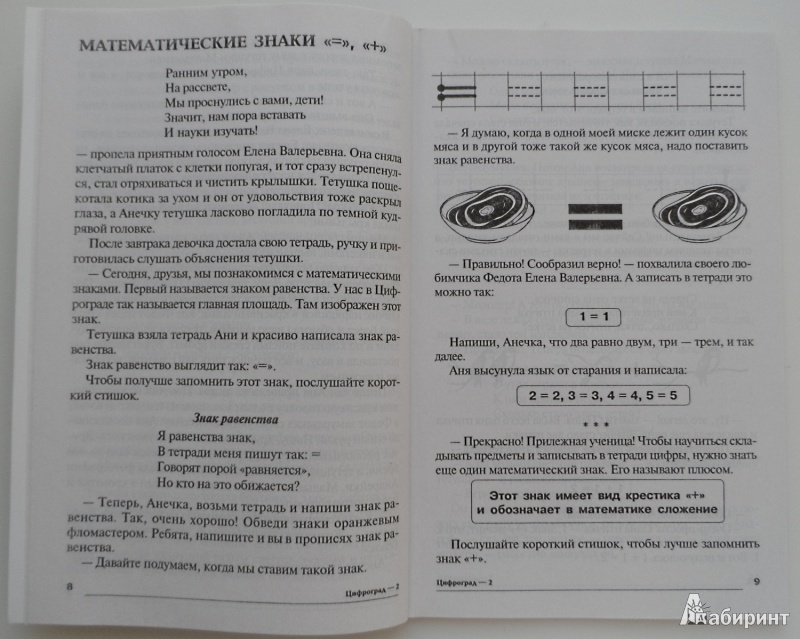 МАТЕМАТИЧЕСКИЕ ЗНАКИ «=», «+»
Ранним утром,
На рассвете,
Мы проснулись с вами, дети!
Значит, нам пора вставать
И науки изучать!
— пропела приятным голосом Елена Валерьевна. Она сняла
клетчатый платок с клетки попугая, и тот сразу встрепенул-
ся, стал отряхиваться и чистить крылышки. Тетушка поще-
котала котика за ухом и он от удовольствия тоже раскрыл
глаза, а Анечку тетушка ласково погладила по темной куд-
рявой головке.
После завтрака девочка достала свою тетрадь, ручку и при-
готовилась слушать объяснения тетушки.
— Сегодня, друзья, мы познакомимся с математическими
знаками. Первый называется знаком равенства. У нас в Циф-
рограде так называется главная площадь. Там изображен этот
знак.
Тетушка взяла тетрадь Ани и красиво написала знак ра-
венства.
Знак равенство выглядит так: «=».
Чтобы получше запомнить этот знак, послушайте корот-
кий стишок.
Знак равенства
Я равенства знак,
В тетради меня пишут так: =
Говорят порой «равняется»,
Но кто на это обижается?
— Теперь, Анечка, возьми тетрадь и напиши знак ра-
венства. Так, очень хорошо! Обведи знаки оранжевым
фломастером. Ребята, напишите и вы в прописях знак ра-
венства.
— Давайте подумаем, когда мы ставим такой знак.
8
Цифроград — 2
— Я думаю, когда в одной моей миске лежит один кусок
мяса и в другой тоже такой же кусок мяса, надо поставить
знак равенства.
=
— Правильно! Сообразил верно! — похвалила своего лю-
бимчика Федота Елена Валерьевна. А записать в тетради это
можно так:
1 = 1
Напиши, Анечка, что два равно двум, три — трем, и так
далее.
Аня высунула язык от старания и написала:
2 = 2, 3 = 3, 4 = 4, 5 = 5
* * *
— Прекрасно! Прилежная ученица! Чтобы научиться скла-
дывать предметы и записывать в тетради цифры, нужно знать
еще один математический знак. Его называют плюсом.
Этот знак имеет вид крестика «+»
и обозначает в математике сложение
Послушайте короткий стишок, чтобы лучше запомнить
знак «+».
Цифроград — 2
9
Лабиринт